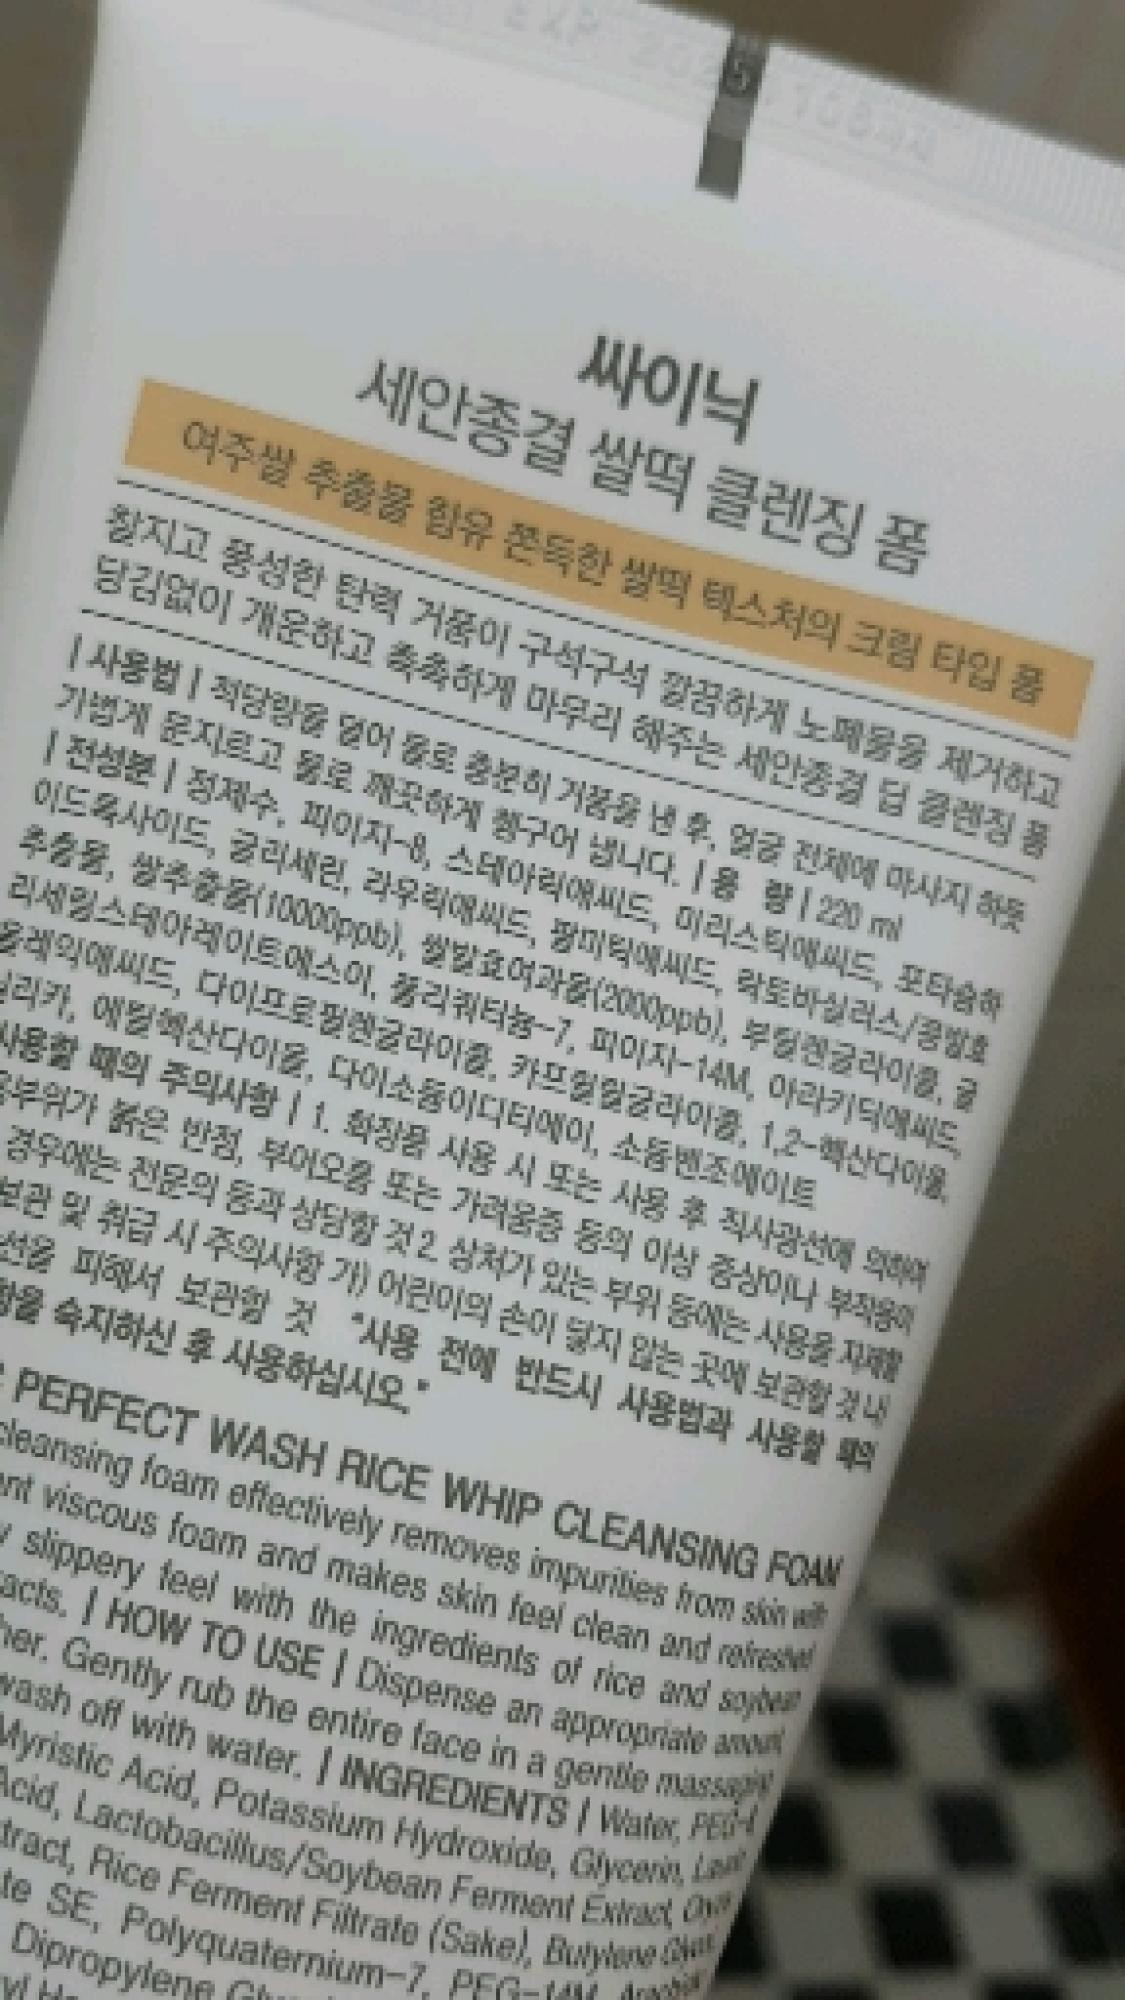 EXP
싸이닉
세안종결 쌀떡 클렌징 폼
여주쌀 추출물 함유 쫀득한 쌀떡 텍스처의 크림 타입 폼
찰지고 풍성한 탄력 거품이 구석구석 깔끔하게 노폐물을 제거하고
당김없이 개운하고 촉촉하게 마무리 해주는 세안종결 딥 클렌징 폼
| 사용법 | 적당량을 덜어 물로 충분히 거품을 낸 후, 얼굴 전체에 마사지 하듯
가볍게 문지르고 물로 깨끗하게 헹구어 냅니다. | 용 량 | 220 ml
| 전성분 | 정제수, 피이지-8, 스테아릭애씨드, 미리스틱애씨드, 포타슘하
이드록사이드, 글리세린, 라우릭애씨드, 팔미틱애씨드, 락토바실러스/콩발효
추출물, 쌀추출물(10000ppb), 쌀발효여과물(2000ppb), 부틸렌글라이콜, 글
리세릴스테아레이트에스이, 폴리쿼터늄-7, 피이지-14M, 아라키딕애씨드,
올레익애씨드, 다이프로필렌글라이콜, 카프릴릴글라이콜, 1,2-헥산다이올,
실리카, 에틸헥산다이올, 다이소듐이디티에이, 소듐벤조에이트
사용할 때의 주의사항 | 1. 화장품 사용 시 또는 사용 후 직사광선에 의하여
용부위가 붉은 반점, 부어오름 또는 가려움증 등의 이상 증상이나 부작용이
경우에는 전문의 등과 상담할 것 2. 상처가 있는 부위 등에는 사용을 자제할
보관 및 취급 시 주의사항 가) 어린이의 손이 닿지 않는 곳에 보관할 것 나)
선을 피해서 보관할 것 "사용 전에 반드시 사용법과 사용할 때의
항을 숙지하신 후 사용하십시오."
PERFECT WASH RICE WHIP CLEANSING FOAM
cleansing foam effectively removes impurities from skin with
ent viscous foam and makes skin feel clean and refreshed
y slippery feel with the ingredients of rice and soybean
racts. | HOW TO USE | Dispense an appropriate amount,
her. Gently rub the entire face in a gentle massaging
wash off with water. | INGREDIENTS | Water, PEG-8,
Myristic Acid, Potassium Hydroxide, Glycerin, Lauric
Acid, Lactobacillus/Soybean Ferment Extract, Oryza
tract, Rice Ferment Filtrate (Sake), Butylene Glycol,
te SE, Polyquaternium-7, PEG-14M,
Dipropylene